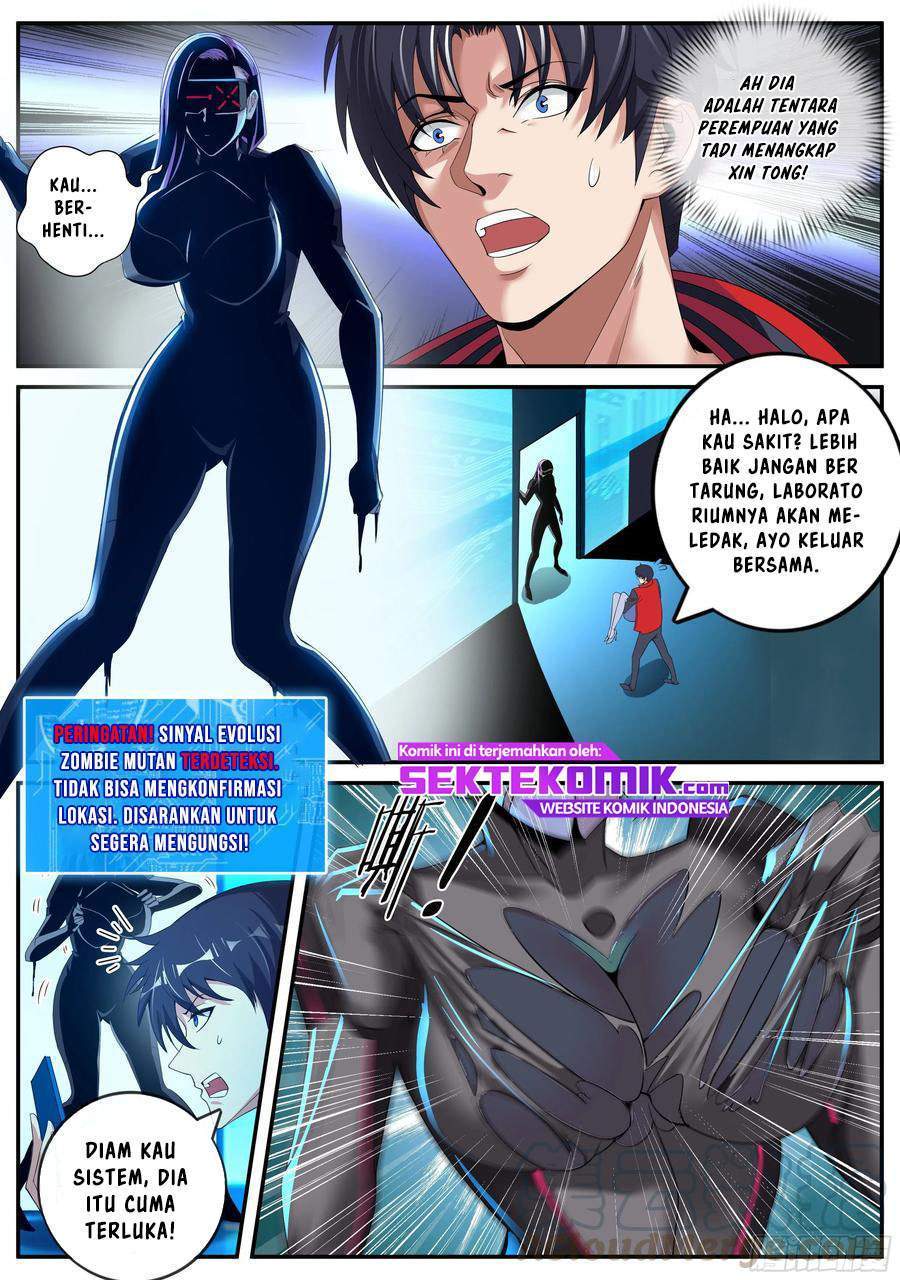 AH DIA
ADALAH TENTARA
PEREMPUAN YANG
TADI MENANGKAP
XIN TONG!
KAU...
BER-
HENTI...
HA... HALO, APA
KAU SAKIT? LEBIH
BAIK JANGAN BER
TARUNG, LABORATO
RIUMNYA AKAN ME-
LEDAK, AYO KELUAR
BERSAMA.
PERINGATAN! SINYAL EVOLUSI
ZOMBIE MUTAN TERDETEKSI.
TIDAK BISA MENGKONFIRMASI
LOKASI. DISARANKAN UNTUK
SEGERA MENGUNGSI!
Komik ini di terjemahkan oleh:
SEKTEKOMIK.com
WEBSITE KOMIK INDONESIA
嘶!
DIAM KAU
SISTEM, DIA
ITU CUMA
TERLUKA!